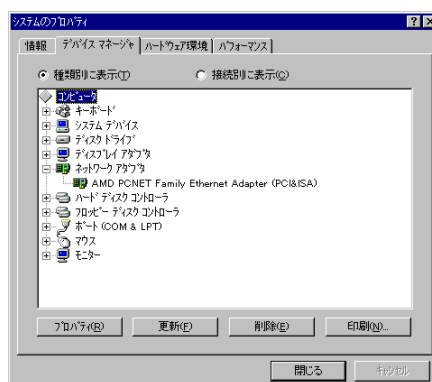 システムのプロパティ
情報 デバイス マネージャ ハードウェア環境 パフォーマンス
種類別に表示(T) 接続別に表示(C)
コンピュータ
キーボード
システム デバイス
ディスク ドライブ
ディスプレイ アダプタ
ネットワーク アダプタ
AMD PCNET Family Ethernet Adapter (PCI&ISA)
ハード ディスク コントローラ
フロッピー ディスク コントローラ
ポート (COM & LPT)
マウス
モニター
プロパティ(R) 更新(F) 削除(E) 印刷(N)...
閉じる キャンセル